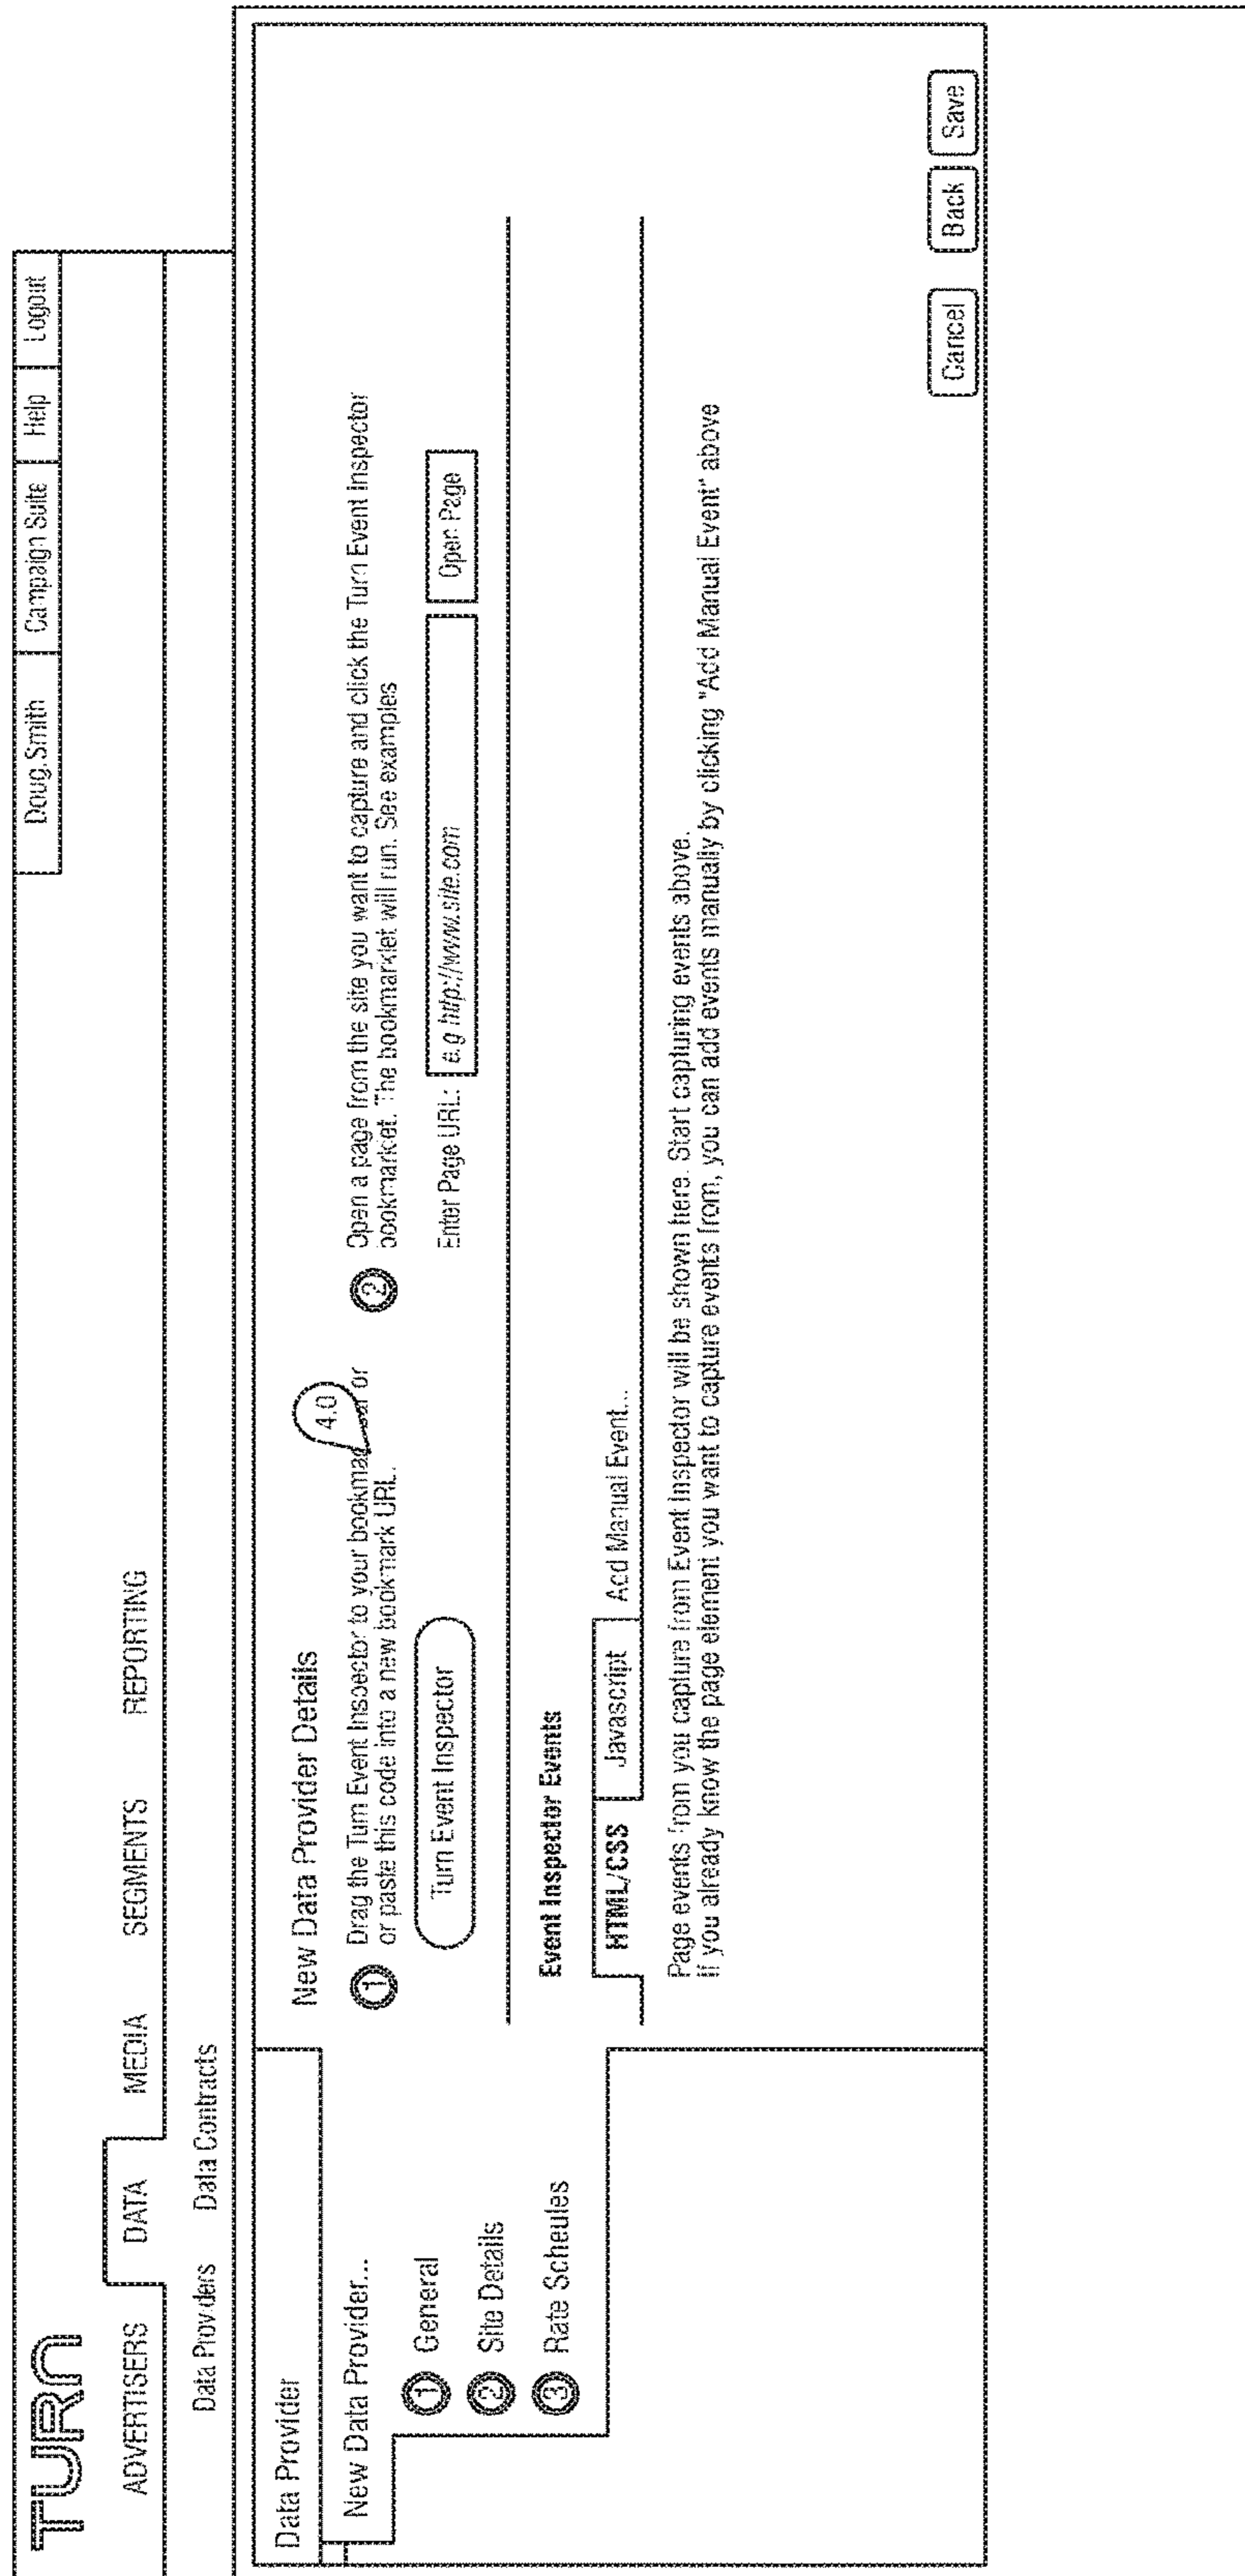 Doug.Smith Campaign Suite Help Logout
TURN
ADVERTISERS DATA MEDIA SEGMENTS REPORTING
Data Providers Data Contracts
Data Provider
New Data Provider...
1 General
2 Site Details
3 Rate Scheules
New Data Provider Details
4.0
1 Drag the Turn Event Inspector to your bookmar bar or
or paste this code into a new bookmark URL.
Turn Event Inspector
2 Open a page from the site you want to capture and click the Turn Event Inspector
bookmarklet. The bookmarklet will run. See examples
Enter Page URL: e.g http://www.site.com Open Page
Event Inspector Events
HTML/CSS Javascript Add Manual Event...
Page events from you capture from Event Inspector will be shown here. Start capturing events above.
If you already know the page element you want to capture events from, you can add events manually by clicking "Add Manual Event" above
Cancel Back Save